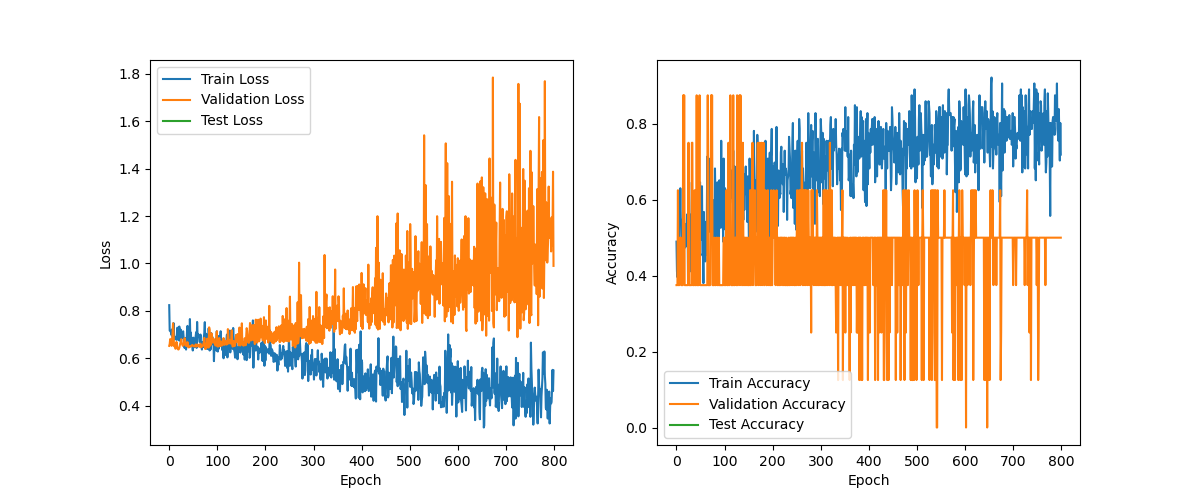 Train Loss
Validation Loss
Test Loss
1.8
1.6
1.4
1.2
1.0
0.8
0.6
0.4
Loss
0 100 200 300 400 500 600 700 800
Epoch
0.8
0.6
0.4
0.2
0.0
Accuracy
Train Accuracy
Validation Accuracy
Test Accuracy
0 100 200 300 400 500 600 700 800
Epoch